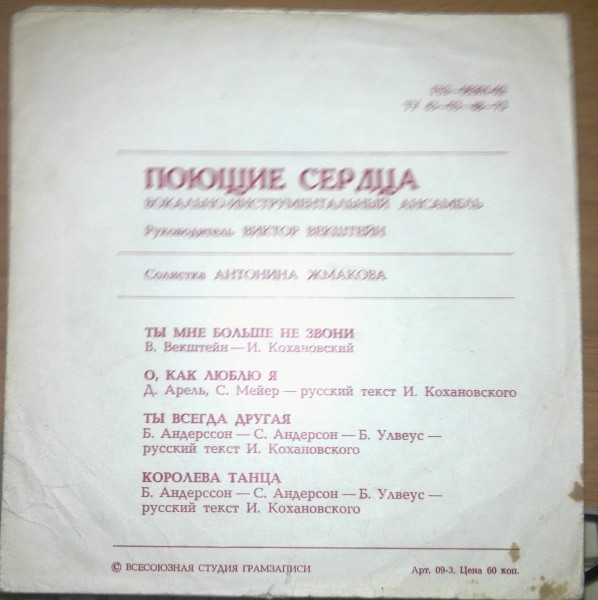 ПОЮЩИЕ СЕРДЦА
ВОКАЛЬНО-ИНСТРУМЕНТАЛЬНЫЙ АНСАМБЛЬ
Руководитель ВИКТОР ВЕКШТЕЙН
Солистка АНТОНИНА ЖМАКОВА
ТЫ МНЕ БОЛЬШЕ НЕ ЗВОНИ
В. Векштейн — И. Кохановский
О, КАК ЛЮБЛЮ Я
Д. Арель, С. Мейер — русский текст И. Кохановского
ТЫ ВСЕГДА ДРУГАЯ
Б. Андерссон — С. Андерсон — Б. Улвеус —
русский текст И. Кохановского
КОРОЛЕВА ТАНЦА
Б. Андерссон — С. Андерсон — Б. Улвеус —
русский текст И. Кохановского
© ВСЕСОЮЗНАЯ СТУДИЯ ГРАМЗАПИСИ
Арт. 09-3. Цена 60 коп.